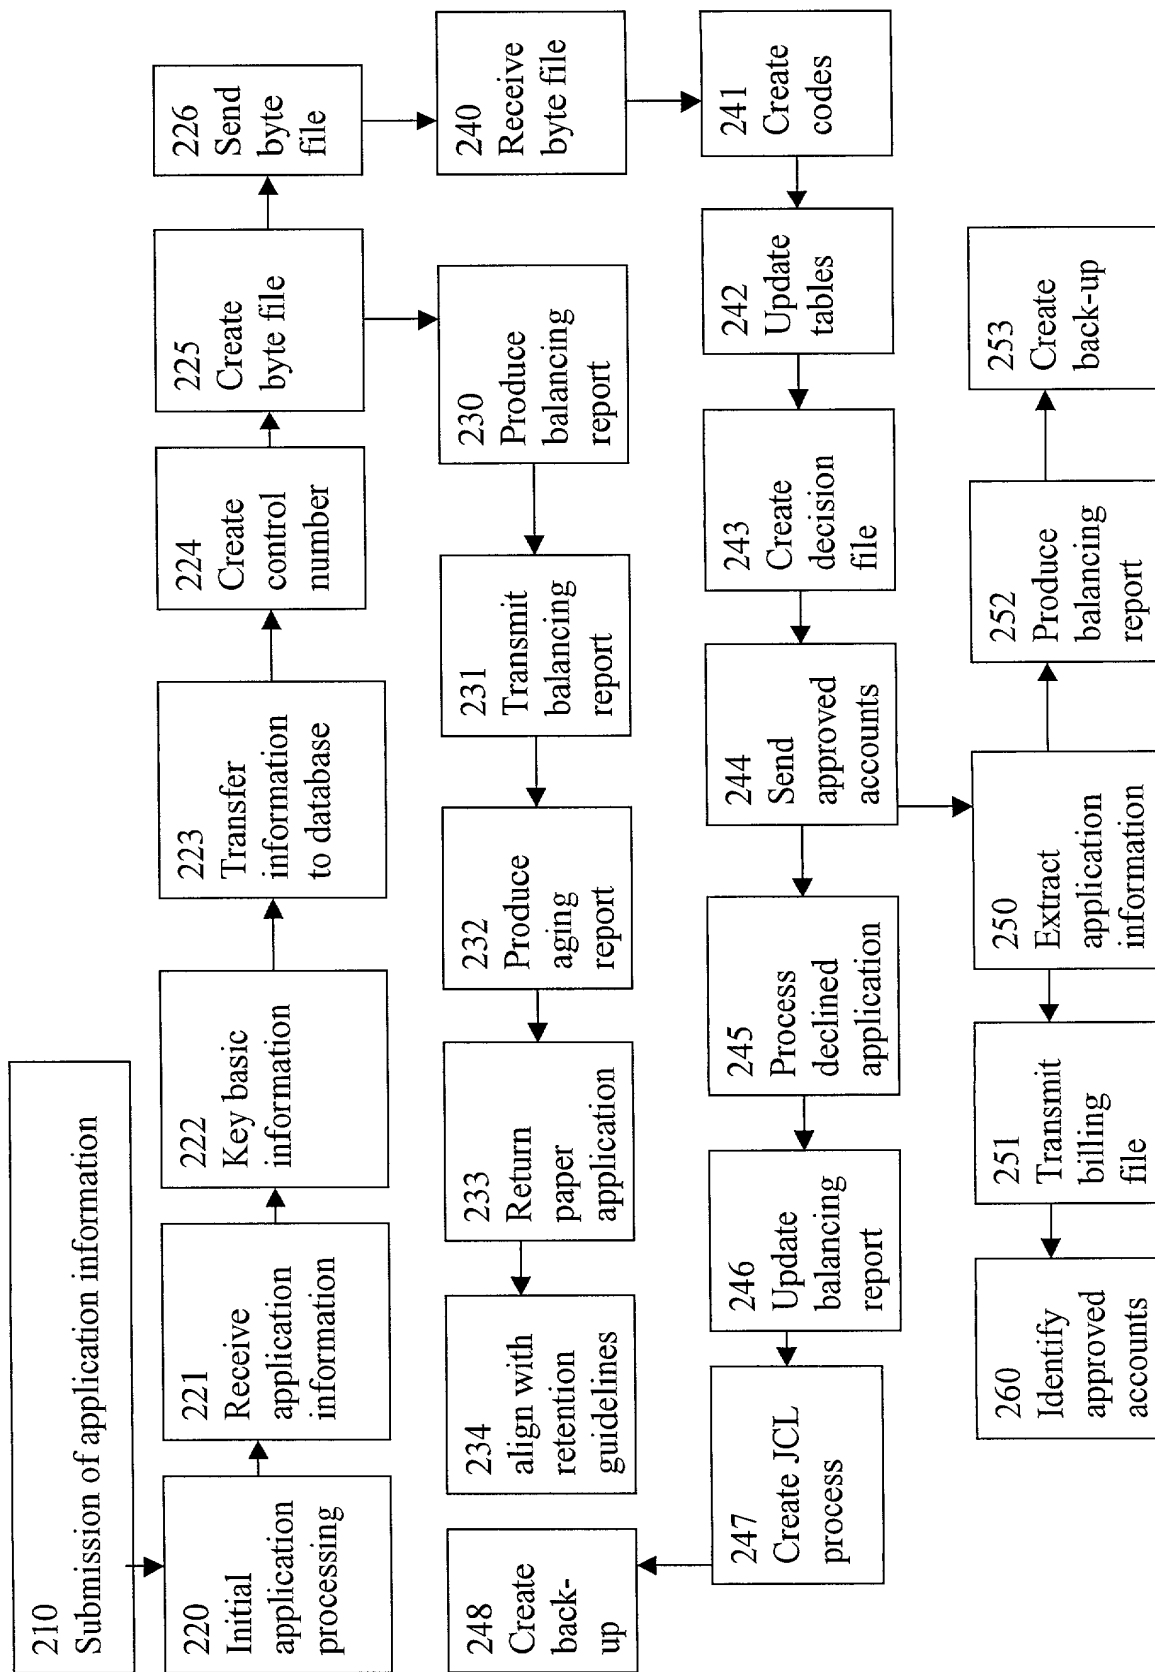 210
Submission of application information
220
Initial
application
processing
221
Receive
application
information
222
Key basic
information
223
Transfer
information
to database
224
Create
control
number
225
Create
byte file
226
Send
byte
file
230
Produce
balancing
report
231
Transmit
balancing
report
232
Produce
aging
report
233
Return
paper
application
234
align with
retention
guidelines
240
Receive
byte file
241
Create
codes
242
Update
tables
243
Create
decision
file
244
Send
approved
accounts
245
Process
declined
application
246
Update
balancing
report
247
Create JCL
process
248
Create
back-
up
250
Extract
application
information
251
Transmit
billing
file
252
Produce
balancing
report
253
Create
back-up
260
Identify
approved
accounts